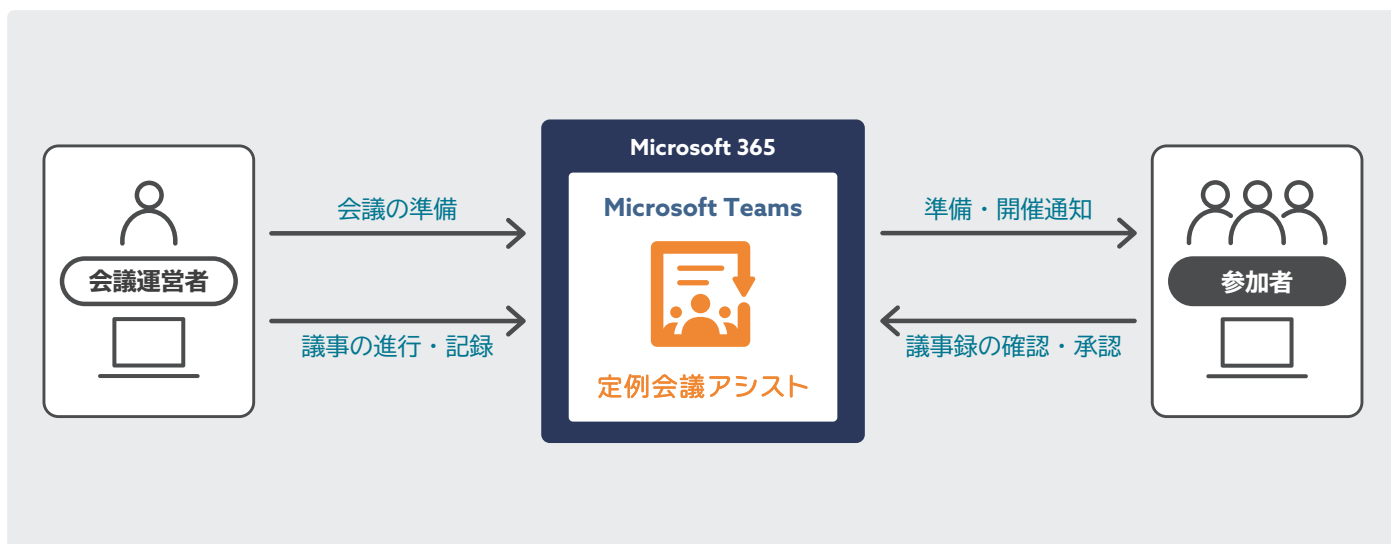 Microsoft 365
Microsoft Teams
定例会議アシスト
会議運営者
会議の準備
議事の進行・記録
準備・開催通知
議事録の確認・承認
参加者